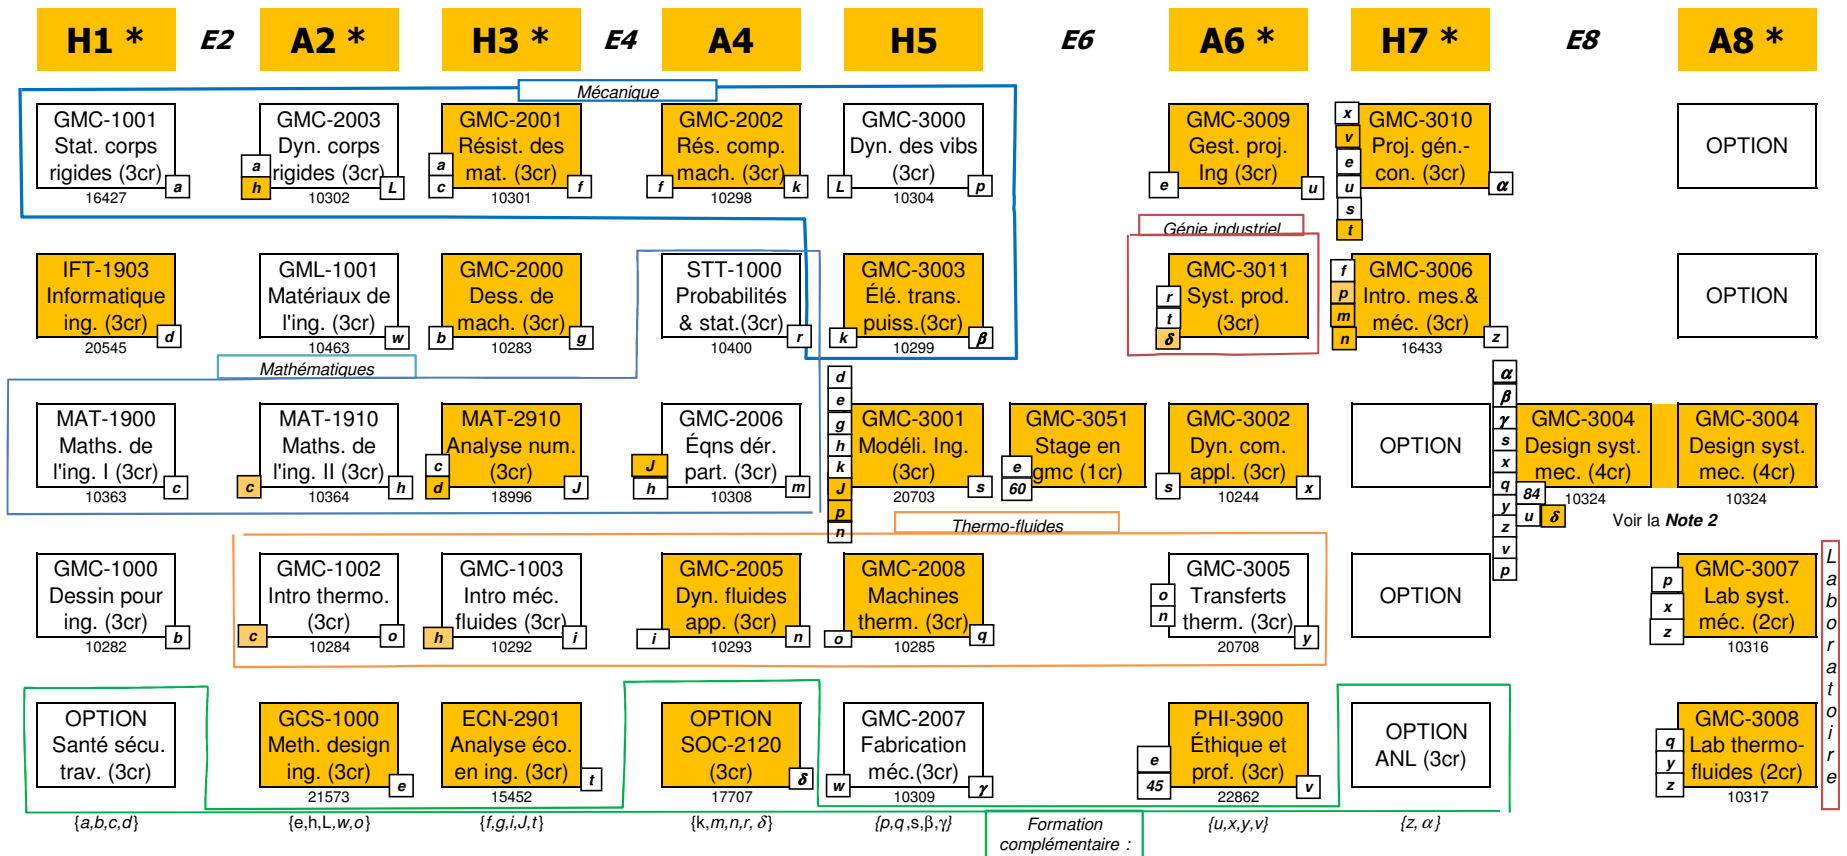 H1 * E2 A2 * H3 * E4 A4 H5 E6 A6 * H7 * E8 A8 *
Mécanique
GMC-1001
Stat. corps
rigides (3cr)
a
16427
GMC-2003
Dyn. corps
rigides (3cr)
a
h
L
10302
GMC-2001
Résist. des
mat. (3cr)
a
c
f
10301
GMC-2002
Rés. comp.
mach. (3cr)
f
k
10298
GMC-3000
Dyn. des vibs
(3cr)
L
p
10304
GMC-3009
Gest. proj.
Ing (3cr)
e
u
GMC-3010
Proj. gén.-
con. (3cr)
x
v
e
u
s
t
α
OPTION
Génie industriel
IFT-1903
Informatique
ing. (3cr)
d
20545
GML-1001
Matériaux de
l'ing. (3cr)
w
10463
GMC-2000
Dess. de
mach. (3cr)
b
g
10283
STT-1000
Probabilités
& stat.(3cr)
r
10400
GMC-3003
Élé. trans.
puiss.(3cr)
k
β
10299
GMC-3011
Syst. prod.
(3cr)
r
t
δ
GMC-3006
Intro. mes.&
méc. (3cr)
f
p
m
n
z
16433
OPTION
Mathématiques
MAT-1900
Maths. de
l'ing. I (3cr)
c
10363
MAT-1910
Maths. de
l'ing. II (3cr)
c
h
10364
MAT-2910
Analyse num.
(3cr)
c
d
J
18996
GMC-2006
Éqns dér.
part. (3cr)
J
h
m
10308
GMC-3001
Modéli. Ing.
(3cr)
d
e
g
h
k
J
p
n
s
20703
GMC-3051
Stage en
gmc (1cr)
e
60
GMC-3002
Dyn. com.
appl. (3cr)
s
x
10244
OPTION
GMC-3004
Design syst.
mec. (4cr)
α
β
γ
s
x
q
y
z
v
p
84
u
δ
10324
GMC-3004
Design syst.
mec. (4cr)
10324
Voir la Note 2
Thermo-fluides
GMC-1000
Dessin pour
ing. (3cr)
b
10282
GMC-1002
Intro thermo.
(3cr)
c
o
10284
GMC-1003
Intro méc.
fluides (3cr)
h
i
10292
GMC-2005
Dyn. fluides
app. (3cr)
i
n
10293
GMC-2008
Machines
therm. (3cr)
o
q
10285
GMC-3005
Transferts
therm. (3cr)
o
n
y
20708
OPTION
GMC-3007
Lab syst.
méc. (2cr)
p
x
z
10316
Laboratoire
OPTION
Santé sécu.
trav. (3cr)
GCS-1000
Meth. design
ing. (3cr)
e
21573
ECN-2901
Analyse éco.
en ing. (3cr)
t
15452
OPTION
SOC-2120
(3cr)
δ
17707
GMC-2007
Fabrication
méc.(3cr)
w
γ
10309
PHI-3900
Éthique et
prof. (3cr)
e
45
v
22862
OPTION
ANL (3cr)
GMC-3008
Lab thermo-
fluides (2cr)
q
y
z
10317
{a,b,c,d} {e,h,L,w,o} {f,g,i,J,t} {k,m,n,r, δ} {p,q,s,β,γ} {u,x,y,v} {z, α}
Formation
complémentaire :